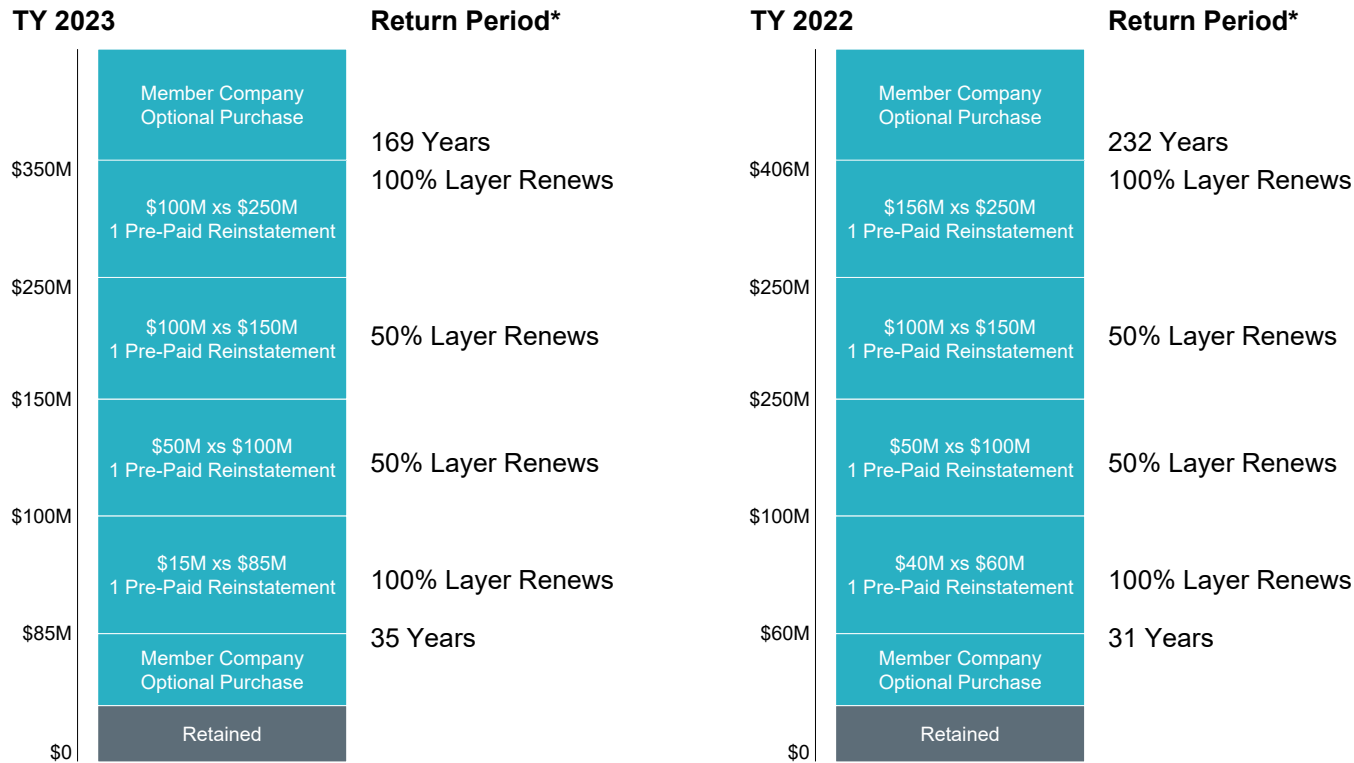 TY 2023
Return Period*
Member Company
Optional Purchase
169 Years
$350M
100% Layer Renews
$100M xs $250M
1 Pre-Paid Reinstatement
$250M
$100M xs $150M
1 Pre-Paid Reinstatement
50% Layer Renews
$150M
$50M xs $100M
1 Pre-Paid Reinstatement
50% Layer Renews
$100M
$15M xs $85M
1 Pre-Paid Reinstatement
100% Layer Renews
$85M
35 Years
Member Company
Optional Purchase
Retained
$0
TY 2022
Return Period*
Member Company
Optional Purchase
232 Years
$406M
100% Layer Renews
$156M xs $250M
1 Pre-Paid Reinstatement
$250M
$100M xs $150M
1 Pre-Paid Reinstatement
50% Layer Renews
$250M
$50M xs $100M
1 Pre-Paid Reinstatement
50% Layer Renews
$100M
$40M xs $60M
1 Pre-Paid Reinstatement
100% Layer Renews
$60M
31 Years
Member Company
Optional Purchase
Retained
$0